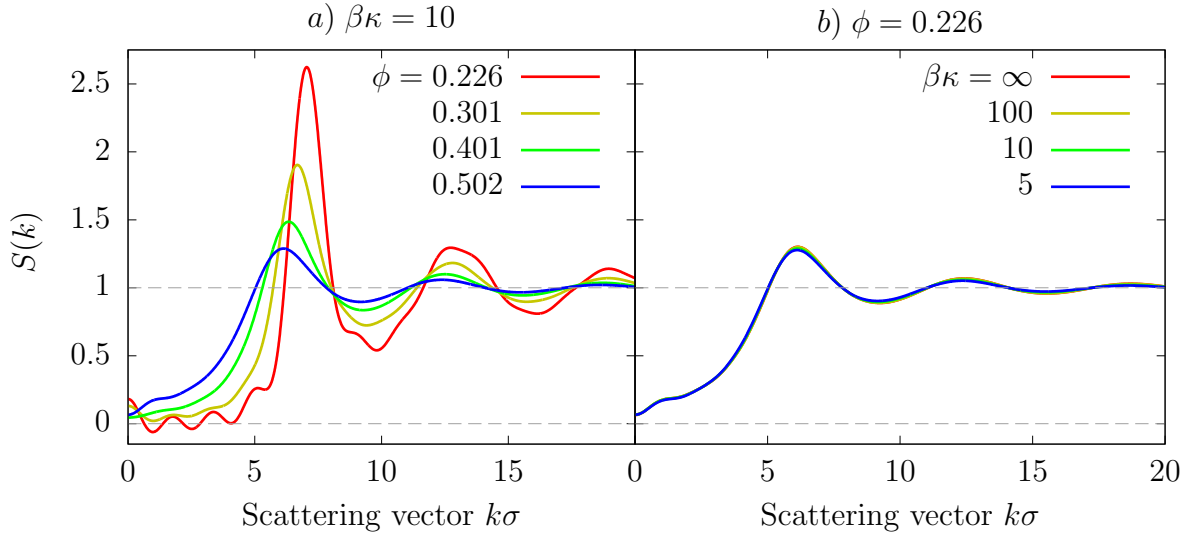 a) βκ = 10
b) ϕ = 0.226
S(k)
2.5
2
1.5
1
0.5
0
ϕ = 0.226
0.301
0.401
0.502
βκ = ∞
100
10
5
0 5 10 15 0 5 10 15 20
Scattering vector kσ
Scattering vector kσ